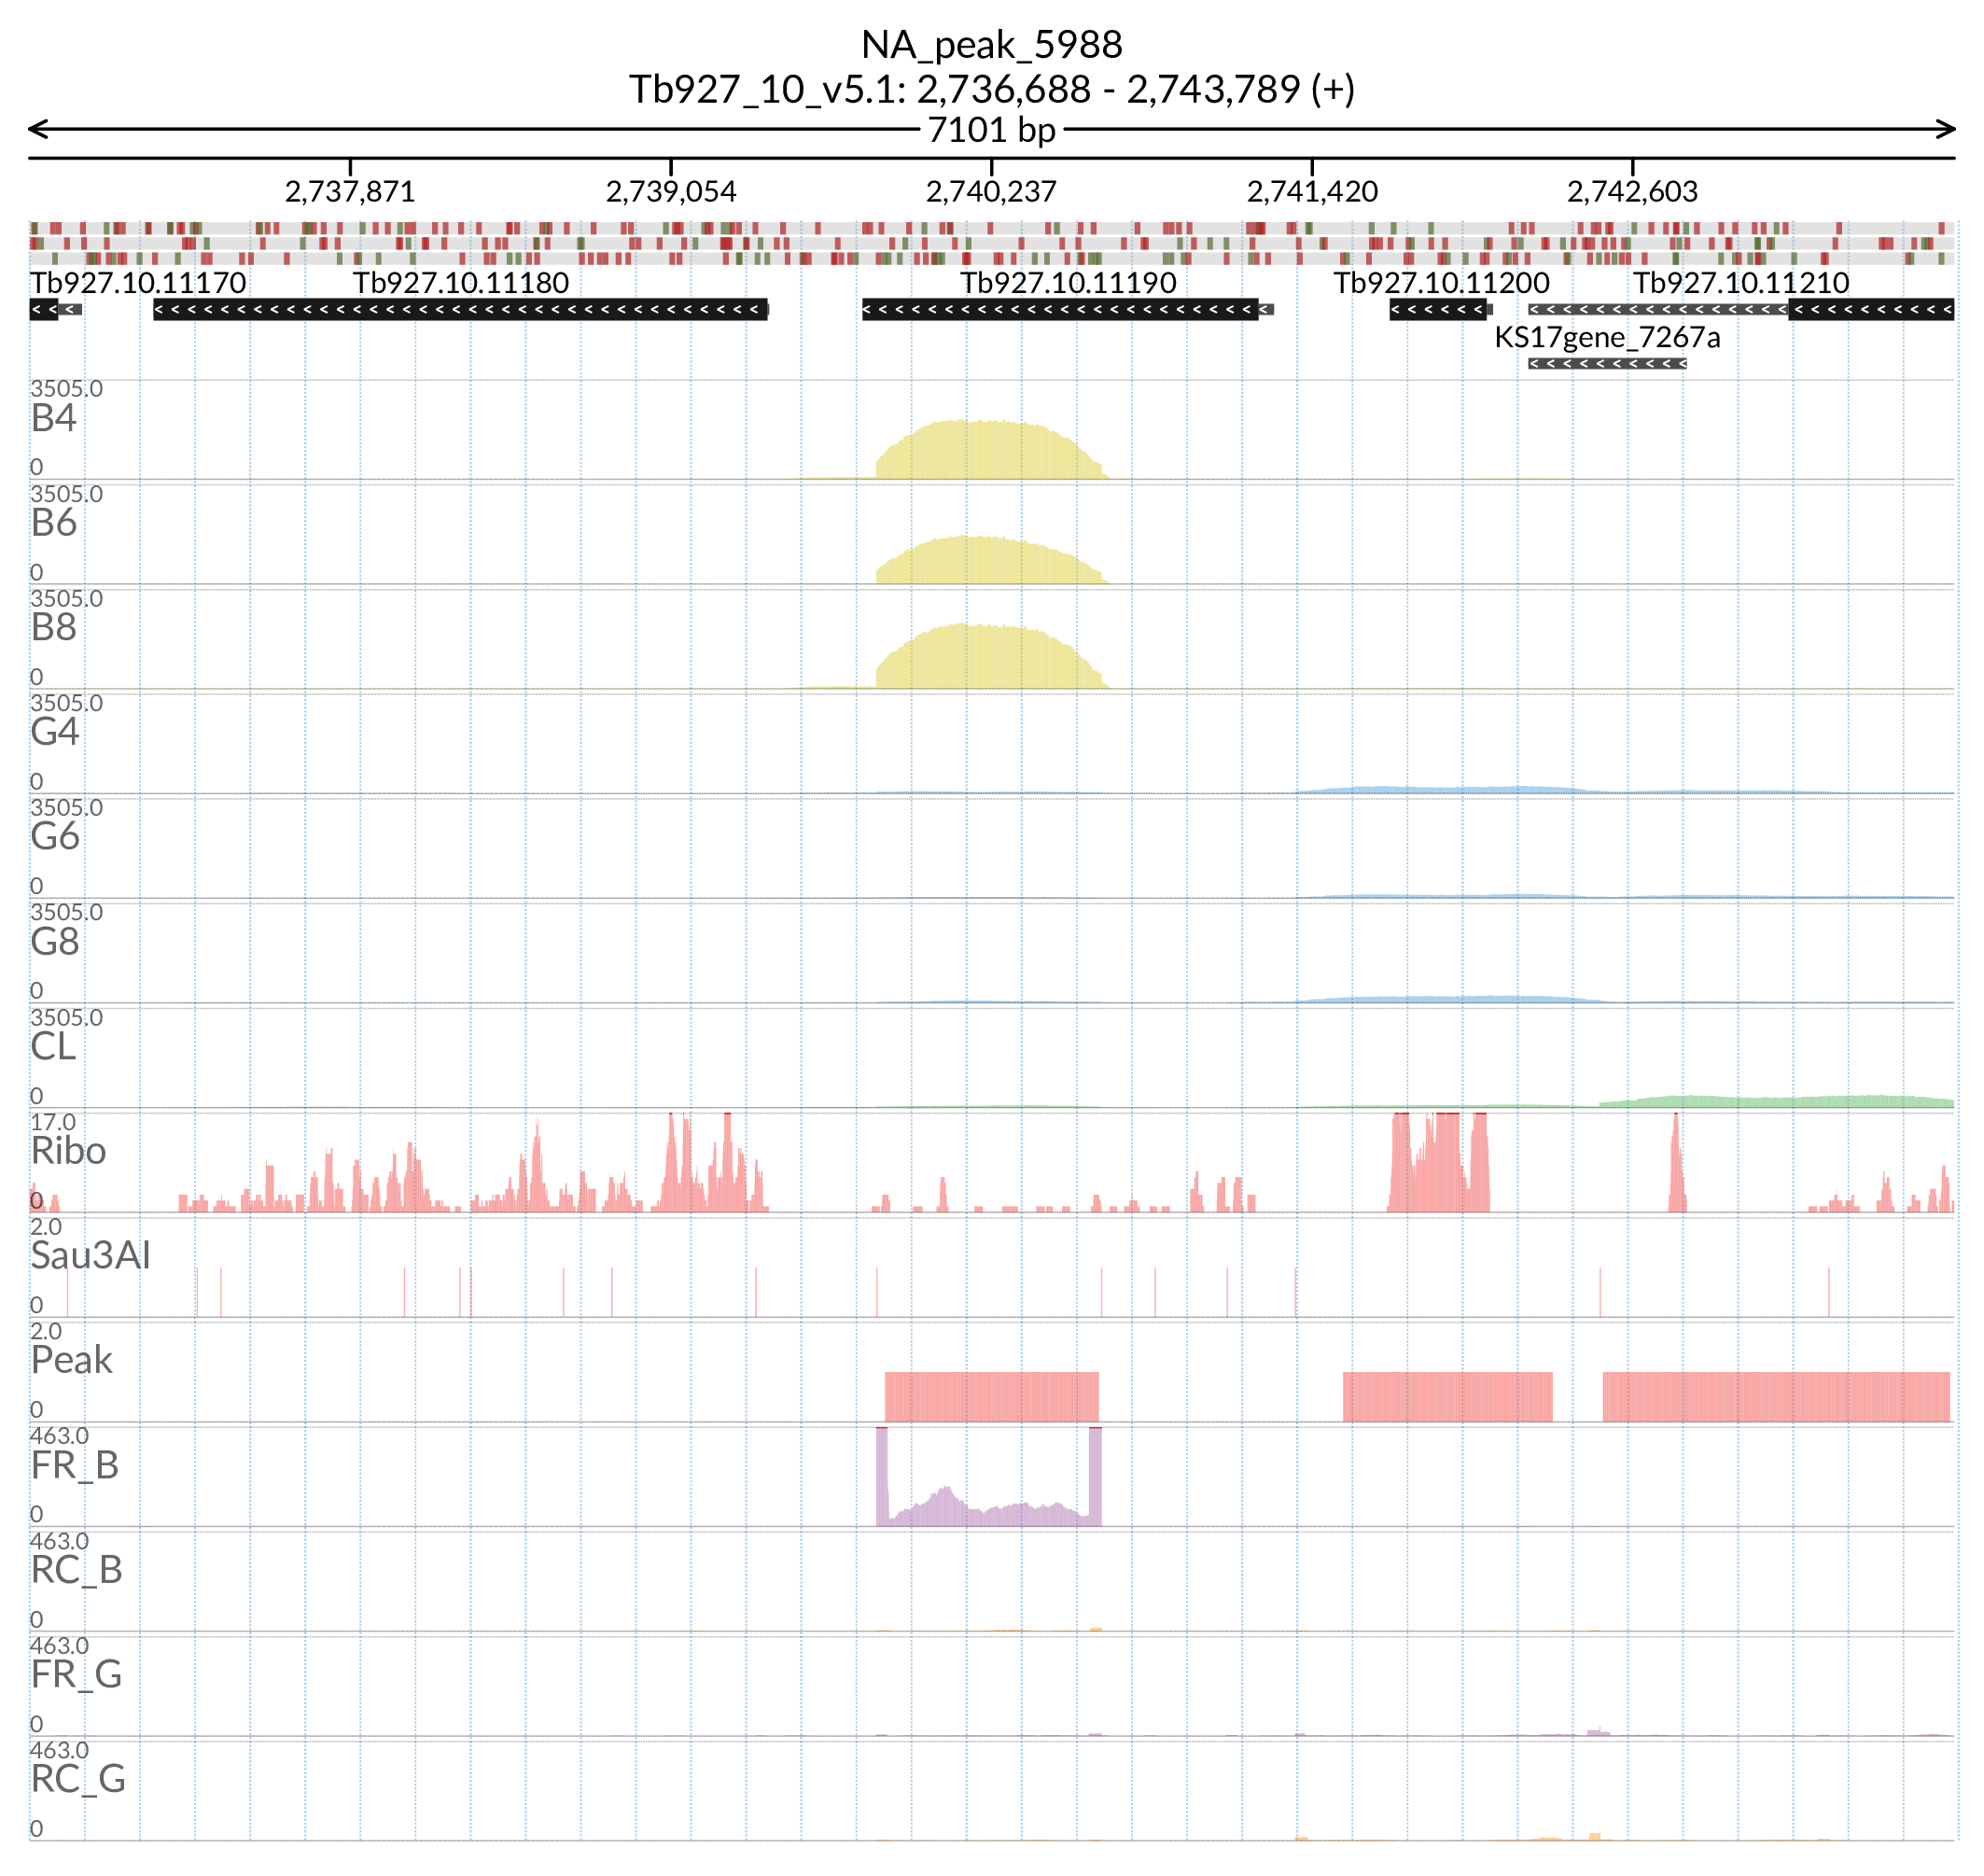 NA_peak_5988
Tb927_10_v5.1: 2,736,688 - 2,743,789 (+)
7101 bp
2,737,871 2,739,054 2,740,237 2,741,420 2,742,603
Tb927.10.11170 Tb927.10.11180 Tb927.10.11190 Tb927.10.11200 Tb927.10.11210
KS17gene_7267a
3505.0
B4
0
3505.0
B6
0
3505.0
B8
0
3505.0
G4
0
3505.0
G6
0
3505.0
G8
0
3505.0
CL
0
17.0
Ribo
0
2.0
Sau3AI
0
2.0
Peak
0
463.0
FR_B
0
463.0
RC_B
0
463.0
FR_G
0
463.0
RC_G
0